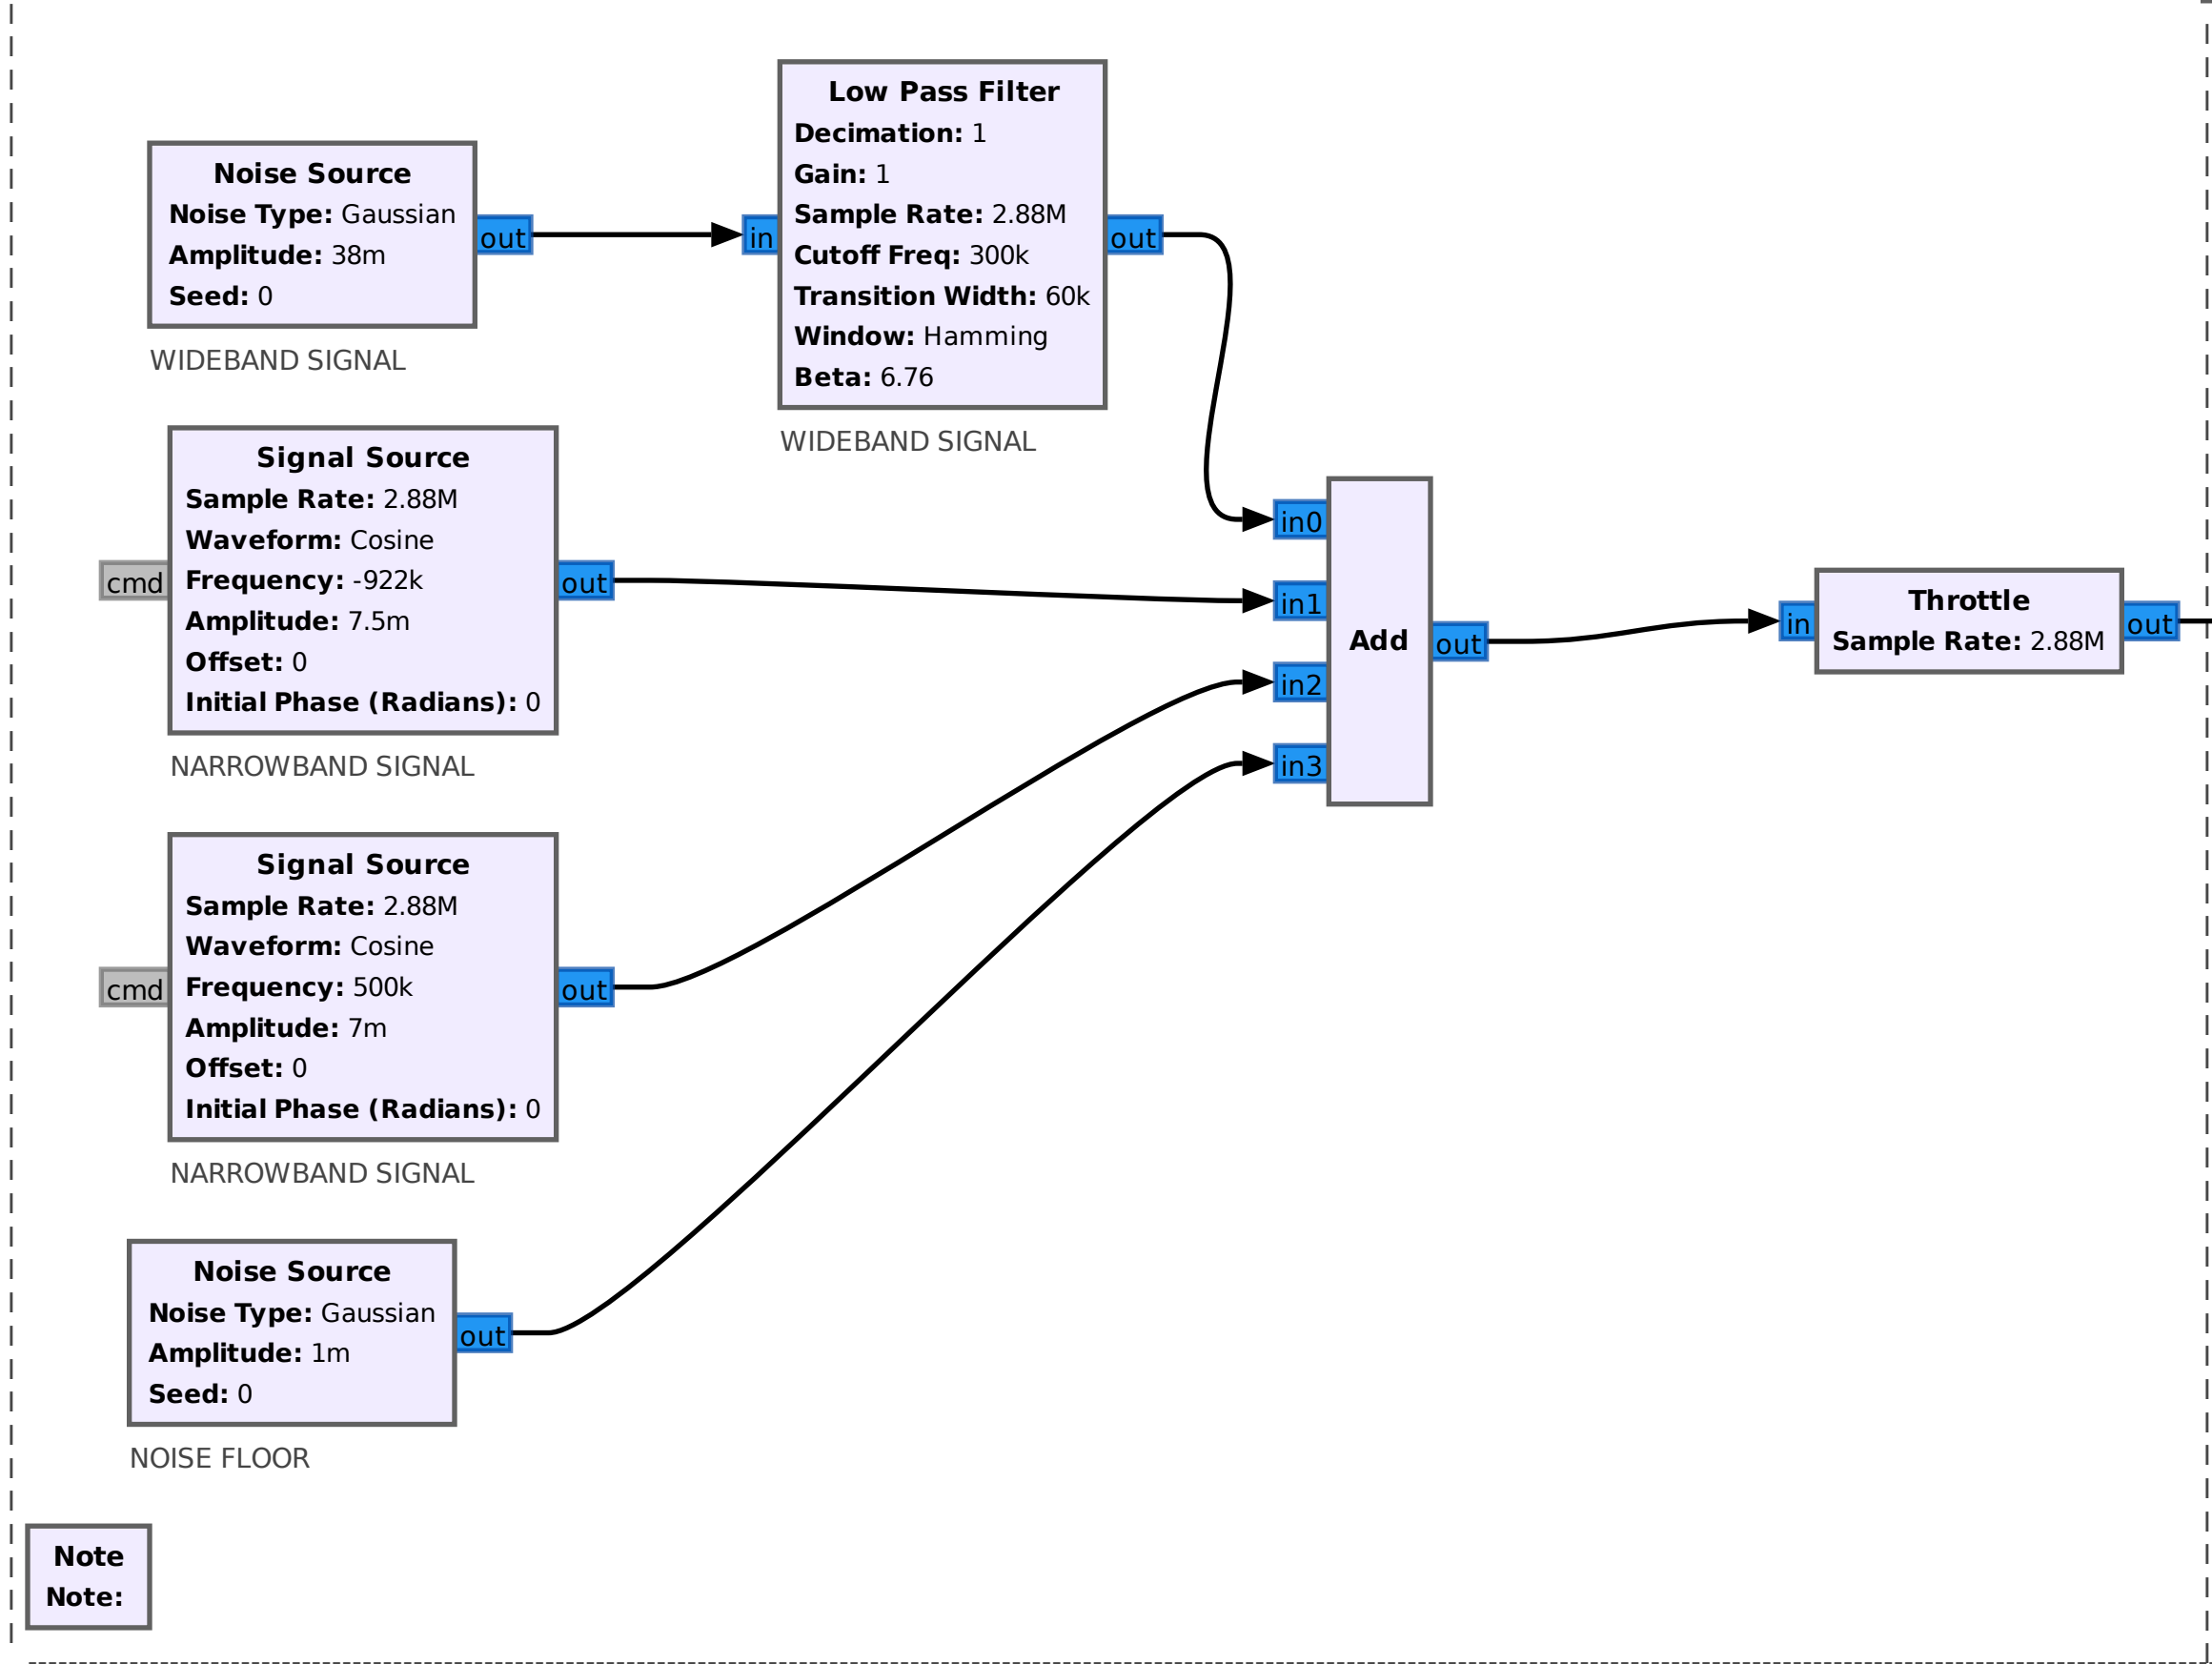 Noise Source
Noise Type: Gaussian
Amplitude: 38m
Seed: 0
out
WIDEBAND SIGNAL
in
Low Pass Filter
Decimation: 1
Gain: 1
Sample Rate: 2.88M
Cutoff Freq: 300k
Transition Width: 60k
Window: Hamming
Beta: 6.76
out
WIDEBAND SIGNAL
cmd
Signal Source
Sample Rate: 2.88M
Waveform: Cosine
Frequency: -922k
Amplitude: 7.5m
Offset: 0
Initial Phase (Radians): 0
out
NARROWBAND SIGNAL
cmd
Signal Source
Sample Rate: 2.88M
Waveform: Cosine
Frequency: 500k
Amplitude: 7m
Offset: 0
Initial Phase (Radians): 0
out
NARROWBAND SIGNAL
Noise Source
Noise Type: Gaussian
Amplitude: 1m
Seed: 0
out
NOISE FLOOR
in0
in1
in2
in3
Add
out
in
Throttle
Sample Rate: 2.88M
out
Note
Note: